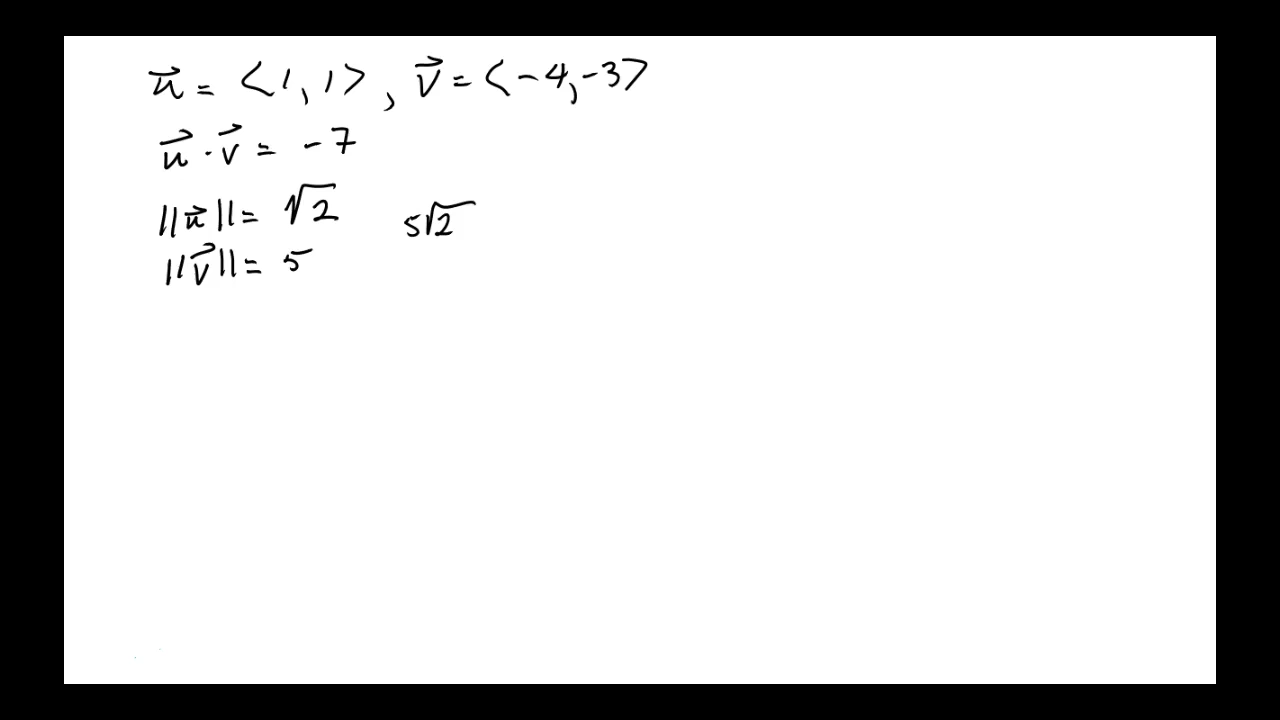 u⃗ = ⟨1, 1⟩, v⃗ = ⟨-4, -3⟩
u⃗ · v⃗ = -7
||u⃗|| = √2 5√2
||v⃗|| = 5